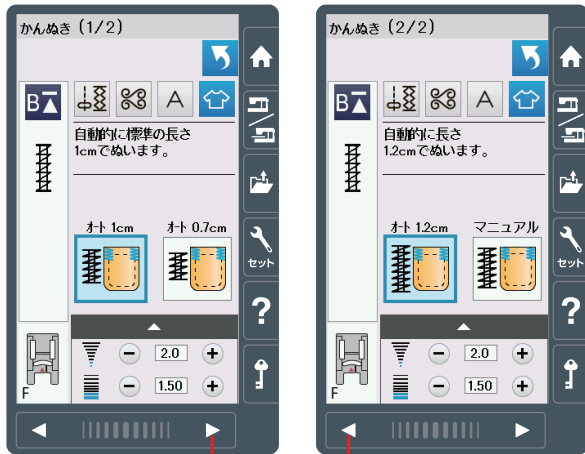 かんぬき (1/2)
B
A
自動的に標準の長さ
1cmでぬいます。
オート 1cm
オート 0.7cm
2.0
1.50
F
セット
?
かんぬき (2/2)
B
A
自動的に長さ
1.2cmでぬいます。
オート 1.2cm
マニュアル
2.0
1.50
F
セット
?